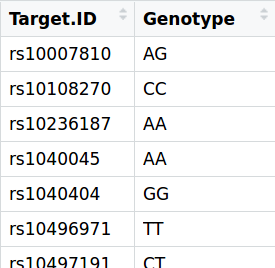 Target.ID Genotype
rs10007810 AG
rs10108270 CC
rs10236187 AA
rs1040045 AA
rs1040404 GG
rs10496971 TT
rs10497191 CT